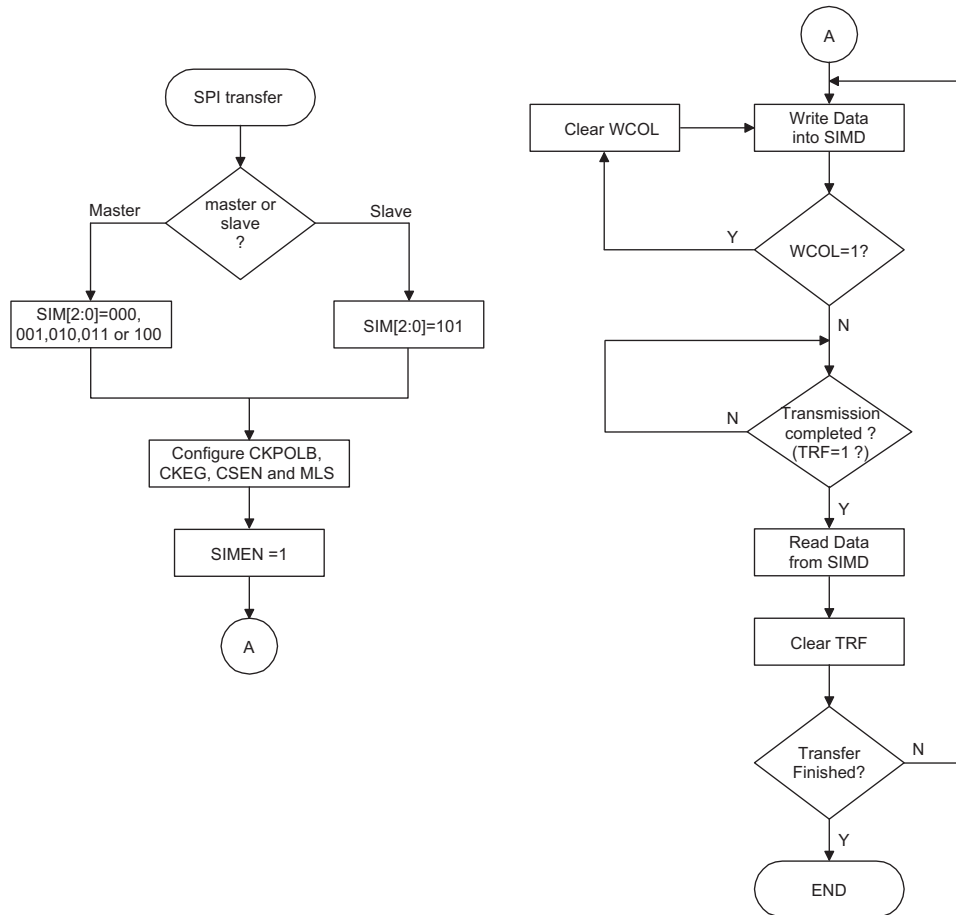 SPI transfer
master or
slave
?
Master
Slave
SIM[2:0]=000,
001,010,011 or 100
SIM[2:0]=101
Configure CKPOLB,
CKEG, CSEN and MLS
SIMEN =1
A
A
Write Data
into SIMD
Clear WCOL
WCOL=1?
Y
N
Transmission
completed ?
(TRF=1 ?)
N
Y
Read Data
from SIMD
Clear TRF
Transfer
Finished?
N
Y
END